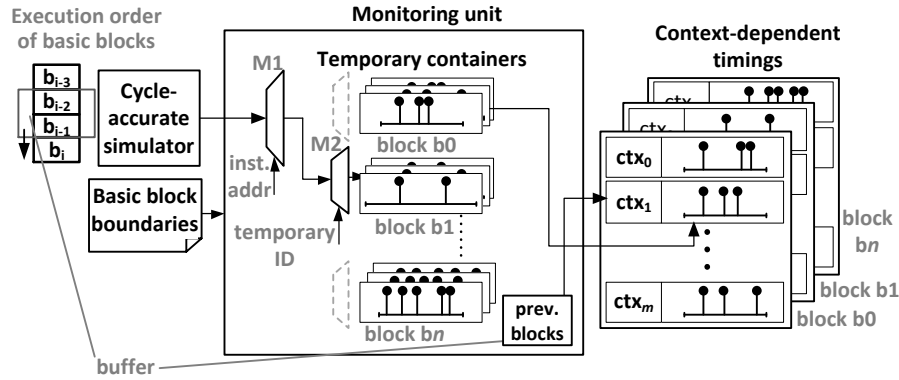 Execution order
of basic blocks
b_{i-3}
b_{i-2}
b_{i-1}
b_i
Cycle-
accurate
simulator
Basic block
boundaries
buffer
Monitoring unit
M1
inst.
addr
M2
temporary
ID
Temporary containers
block b0
block b1
block bn
prev.
blocks
Context-dependent
timings
ctx
ctx
ctx_0
ctx_1
ctx_m
block
bn
block b1
block b0